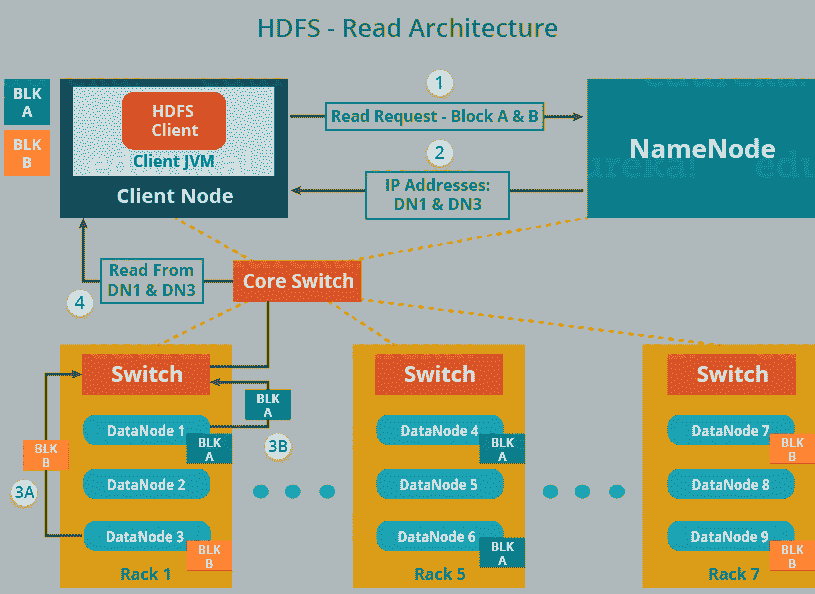 HDFS - Read Architecture
BLK
A
BLK
B
HDFS
Client
Client JVM
Client Node
1
Read Request - Block A & B
2
IP Addresses:
DN1 & DN3
NameNode
eureka!
edu
4
Read From
DN1 & DN3
Core Switch
Switch
DataNode 1
BLK
A
BLK
A
3B
DataNode 2
BLK
B
3A
DataNode 3
BLK
B
Rack 1
Switch
DataNode 4
BLK
A
DataNode 5
DataNode 6
BLK
A
Rack 5
Switch
DataNode 7
BLK
B
DataNode 8
DataNode 9
BLK
B
Rack 7